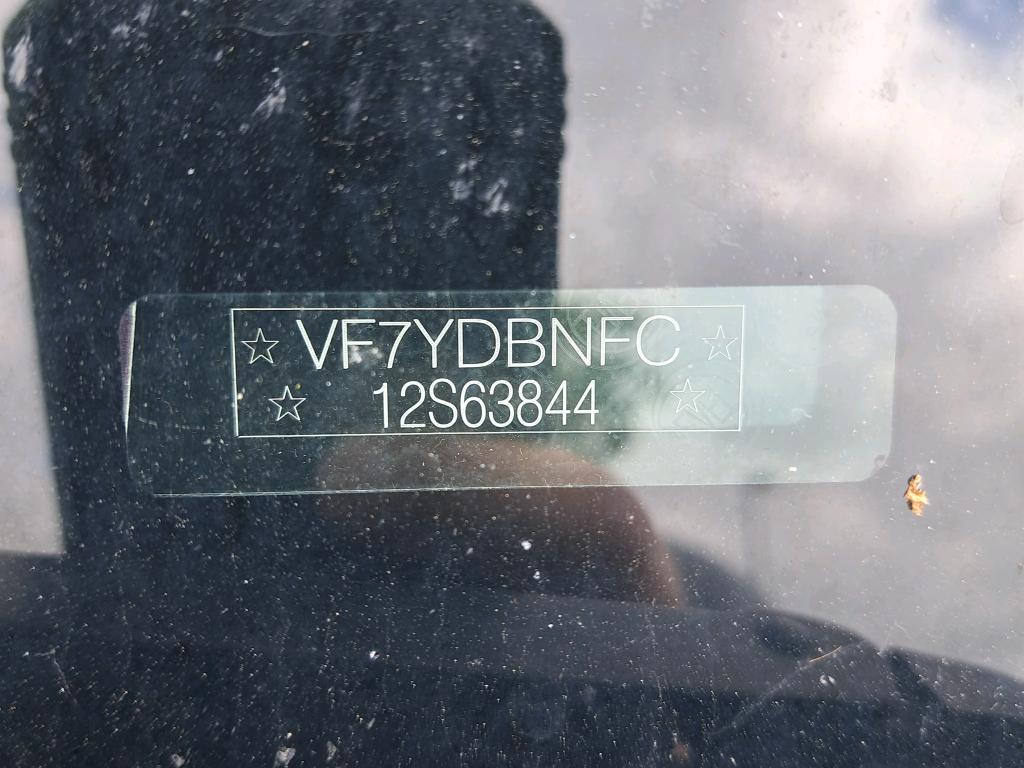 ☆ VF7YDBNFC ☆
☆ 12S63844 ☆